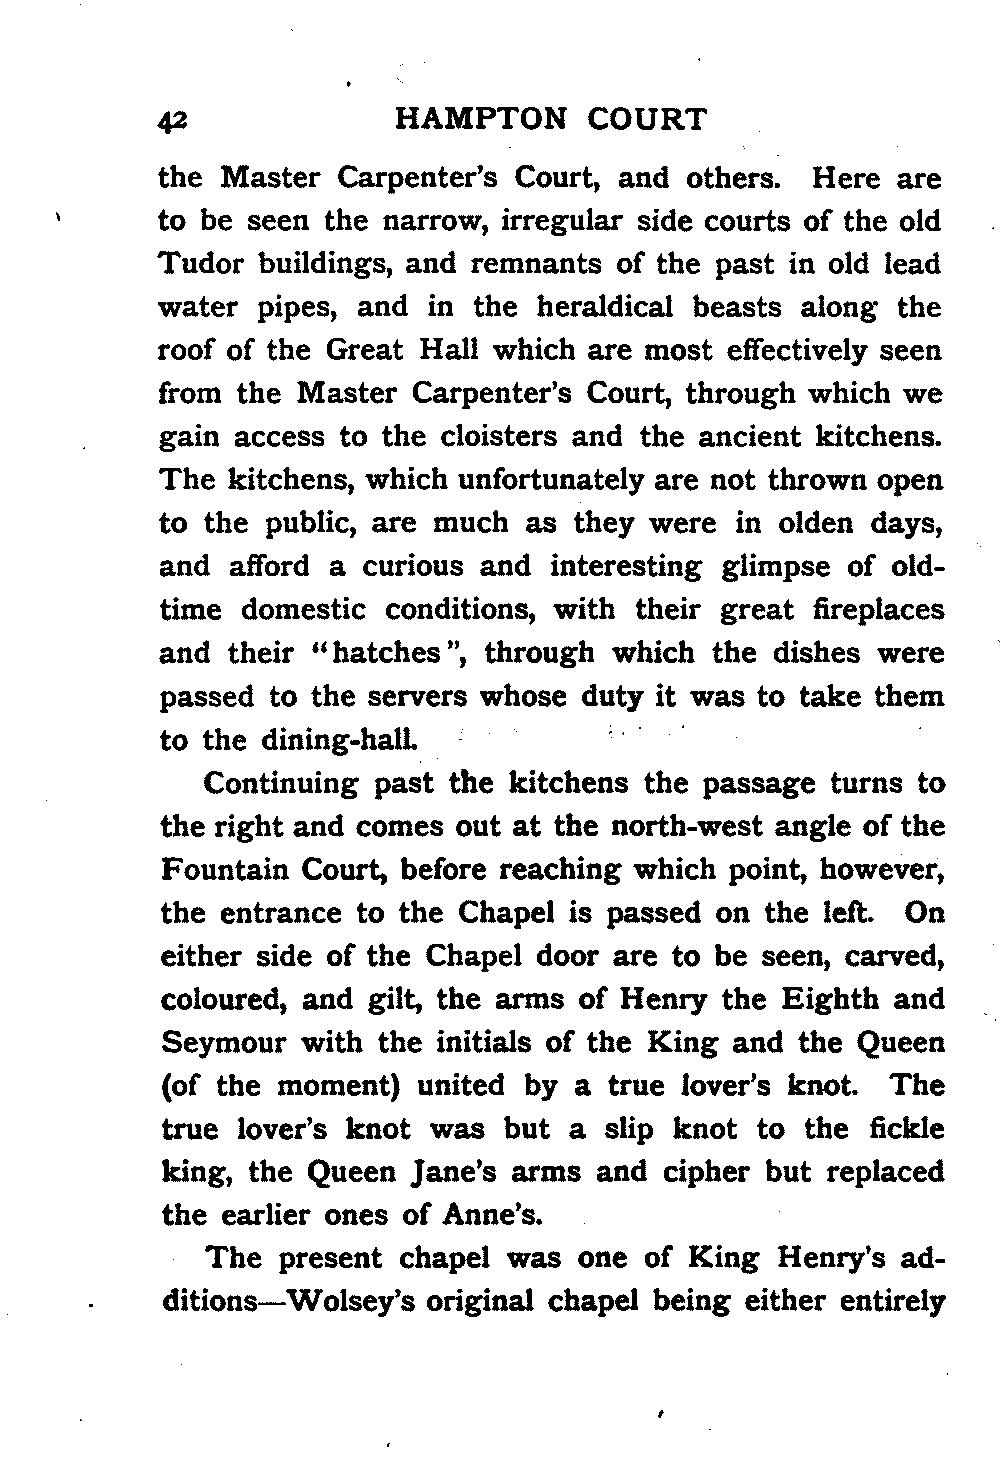 42 HAMPTON COURT
the Master Carpenter's Court, and others. Here are
to be seen the narrow, irregular side courts of the old
Tudor buildings, and remnants of the past in old lead
water pipes, and in the heraldical beasts along the
roof of the Great Hall which are most effectively seen
from the Master Carpenter's Court, through which we
gain access to the cloisters and the ancient kitchens.
The kitchens, which unfortunately are not thrown open
to the public, are much as they were in olden days,
and afford a curious and interesting glimpse of old-
time domestic conditions, with their great fireplaces
and their "hatches", through which the dishes were
passed to the servers whose duty it was to take them
to the dining-hall.
Continuing past the kitchens the passage turns to
the right and comes out at the north-west angle of the
Fountain Court, before reaching which point, however,
the entrance to the Chapel is passed on the left. On
either side of the Chapel door are to be seen, carved,
coloured, and gilt, the arms of Henry the Eighth and
Seymour with the initials of the King and the Queen
(of the moment) united by a true lover's knot. The
true lover's knot was but a slip knot to the fickle
king, the Queen Jane's arms and cipher but replaced
the earlier ones of Anne's.
The present chapel was one of King Henry's ad-
ditions—Wolsey's original chapel being either entirely